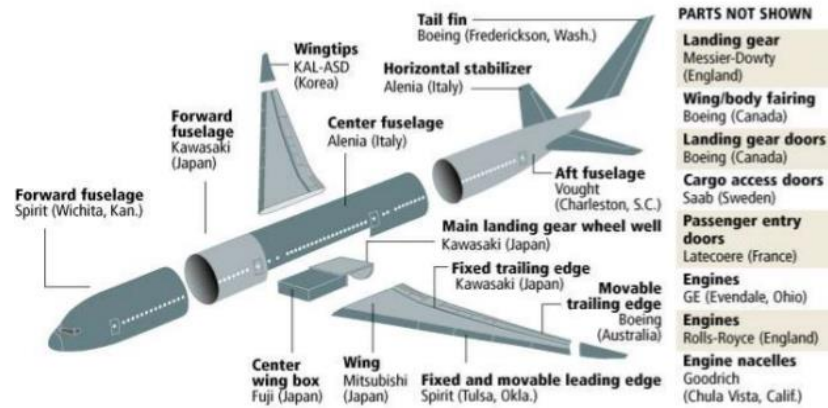 Tail fin
Boeing (Frederickson, Wash.)
Wingtips
KAL-ASD
(Korea)
Horizontal stabilizer
Alenia (Italy)
Forward
fuselage
Kawasaki
(Japan)
Center fuselage
Alenia (Italy)
Forward fuselage
Spirit (Wichita, Kan.)
Aft fuselage
Vought
(Charleston, S.C.)
Main landing gear wheel well
Kawasaki (Japan)
Fixed trailing edge
Kawasaki (Japan)
Movable
trailing edge
Boeing
(Australia)
Center
wing box
Fuji (Japan)
Wing
Mitsubishi
(Japan)
Fixed and movable leading edge
Spirit (Tulsa, Okla.)
PARTS NOT SHOWN
Landing gear
Messier-Dowty
(England)
Wing/body fairing
Boeing (Canada)
Landing gear doors
Boeing (Canada)
Cargo access doors
Saab (Sweden)
Passenger entry
doors
Latecoere (France)
Engines
GE (Evendale, Ohio)
Engines
Rolls-Royce (England)
Engine nacelles
Goodrich
(Chula Vista, Calif.)